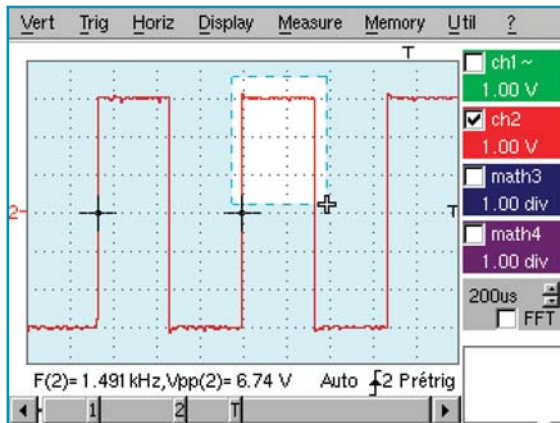 Vert Trig Horiz Display Measure Memory Util ?
T
ch1 ~
1.00 V
ch2
1.00 V
math3
1.00 div
math4
1.00 div
2
T
200us
FFT
F(2)= 1.491 kHz,Vpp(2)= 6.74 V Auto 2 Prétrig
1 2 T